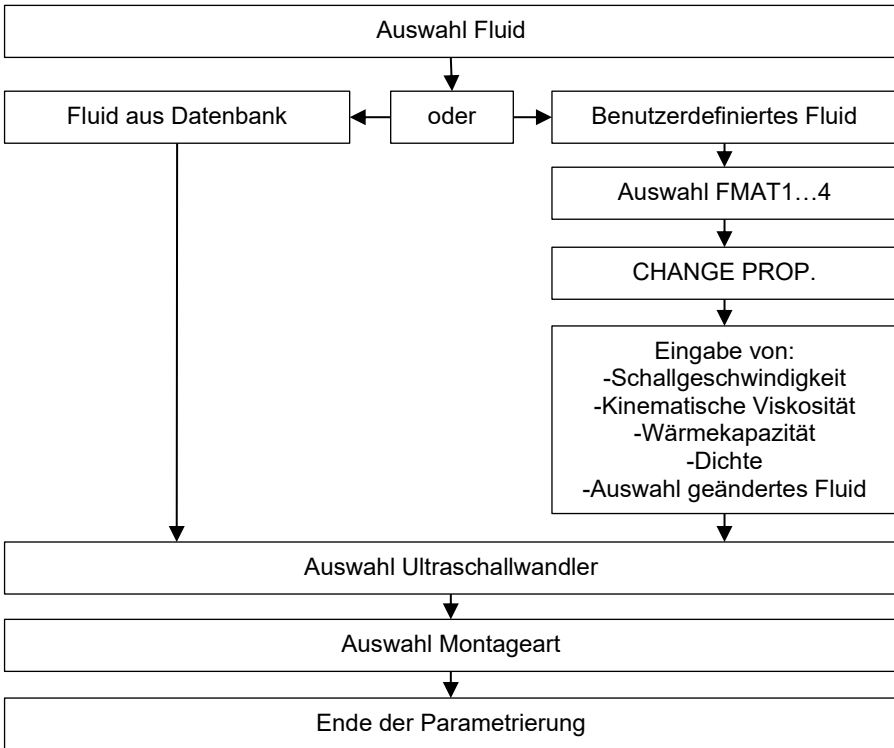 Auswahl Fluid
Fluid aus Datenbank
oder
Benutzerdefiniertes Fluid
Auswahl FMAT1…4
CHANGE PROP.
Eingabe von:
-Schallgeschwindigkeit
-Kinematische Viskosität
-Wärmekapazität
-Dichte
-Auswahl geändertes Fluid
Auswahl Ultraschallwandler
Auswahl Montageart
Ende der Parametrierung